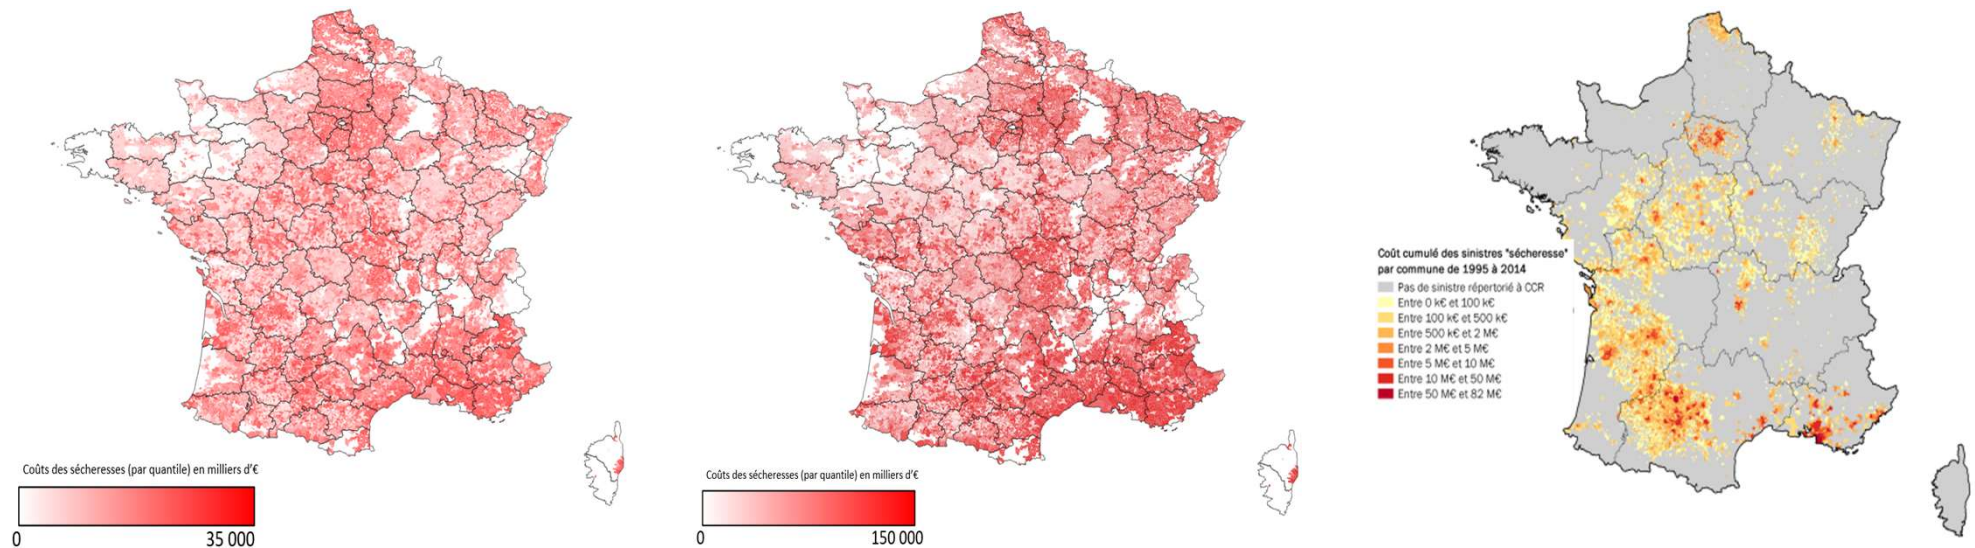 Coûts des sécheresses (par quantile) en milliers d'€
0 35 000
Coûts des sécheresses (par quantile) en milliers d'€
0 150 000
Coût cumulé des sinistres "sécheresse"
par commune de 1995 à 2014
Pas de sinistre répertorié à CCR
Entre 0 k€ et 100 k€
Entre 100 k€ et 500 k€
Entre 500 k€ et 2 M€
Entre 2 M€ et 5 M€
Entre 5 M€ et 10 M€
Entre 10 M€ et 50 M€
Entre 50 M€ et 82 M€